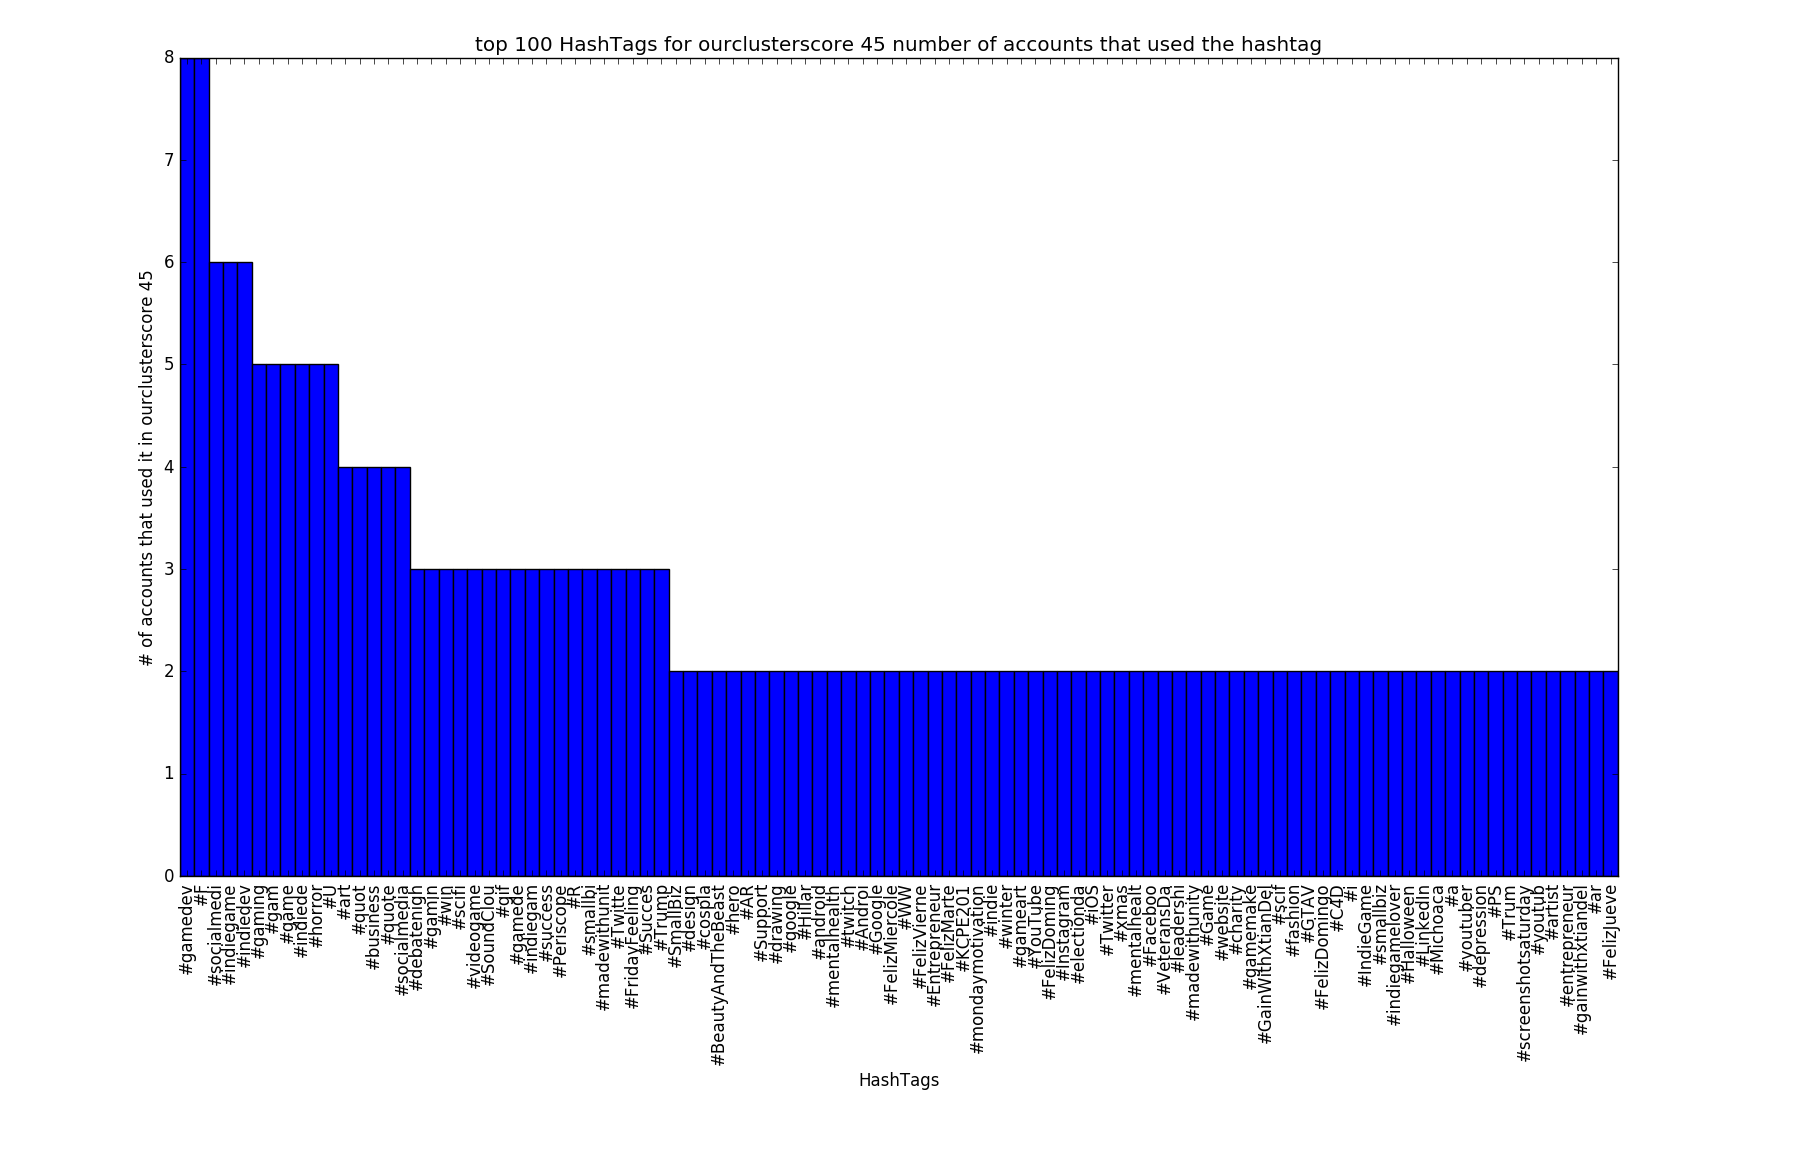 top 100 HashTags for ourclusterscore 45 number of accounts that used the hashtag
8
7
6
5
4
3
2
1
0
# of accounts that used it in ourclusterscore 45
#gamedev
#F
#socialmedi
#indiegame
#indiedev
#gaming
#gam
#game
#indiede
#horror
#U
#art
#quot
#business
#quote
#socialmedia
#debatenigh
#gamin
#win
#scifi
#videogame
#SoundClou
#gif
#gamede
#indiegam
#success
#Periscope
#R
#smallbi
#madewithunit
#Twitte
#FridayFeeling
#Succes
#Trump
#SmallBiz
#design
#cospla
#BeautyAndTheBeast
#hero
#AR
#Support
#drawing
#google
#Hillar
#android
#mentalhealth
#twitch
#Androi
#Google
#FelizMiercole
#WW
#FelizVierne
#Entrepreneur
#FelizMarte
#KCPE201
#mondaymotivation
#indie
#winter
#gameart
#YouTube
#FelizDoming
#Instagram
#electionda
#iOS
#Twitter
#xmas
#mentalhealt
#Faceboo
#VeteransDa
#leadershi
#madewithunity
#Game
#website
#charity
#gamemake
#GainWithXtianDel
#scif
#fashion
#GTAV
#FelizDomingo
#C4D
#i
#IndieGame
#smallbiz
#indiegamelover
#Halloween
#LinkedIn
#Michoaca
#a
#youtuber
#depression
#PS
#Trum
#screenshotsaturday
#youtub
#artist
#entrepreneur
#gainwithxtiandel
#ar
#FelizJueve
HashTags